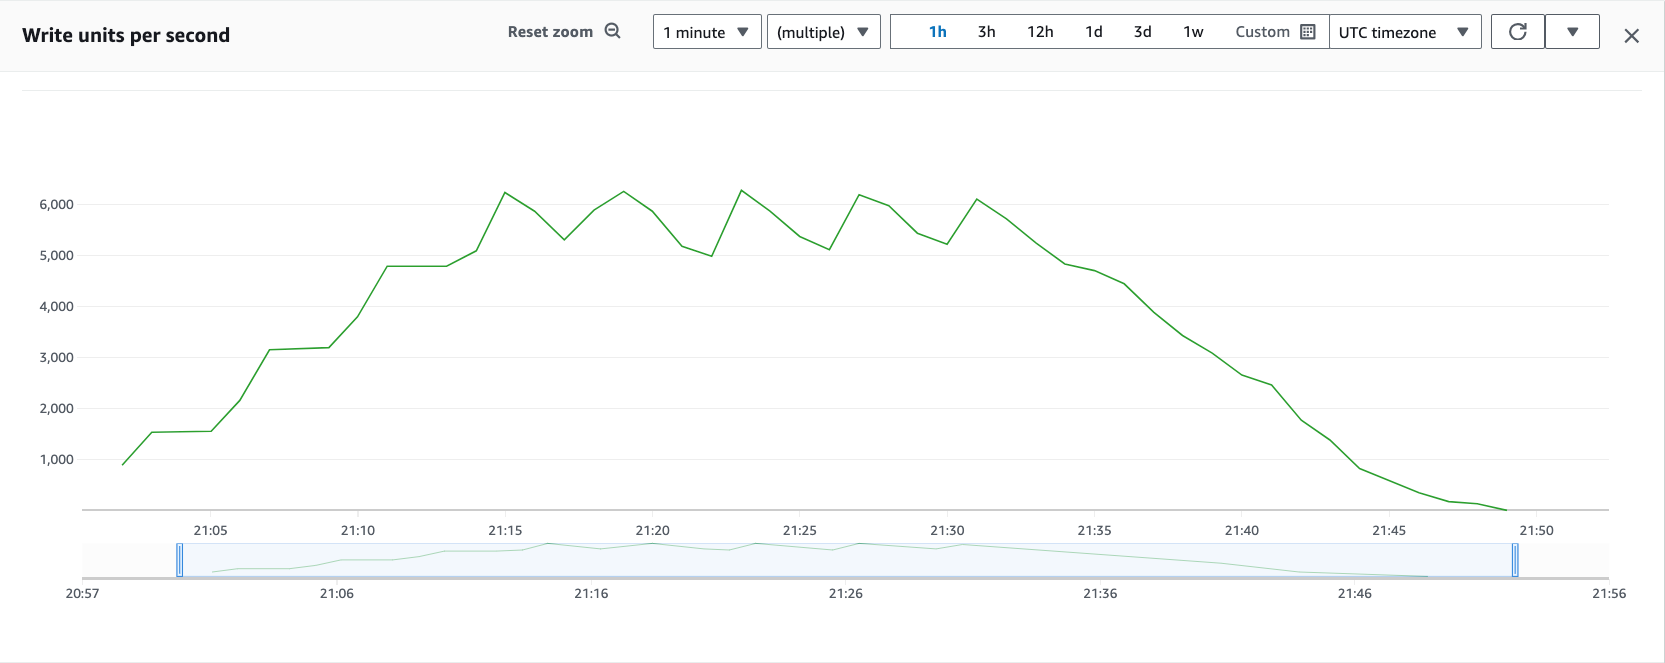 Write units per second
Reset zoom
1 minute
(multiple)
1h 3h 12h 1d 3d 1w Custom
UTC timezone
6,000
5,000
4,000
3,000
2,000
1,000
21:05 21:10 21:15 21:20 21:25 21:30 21:35 21:40 21:45 21:50
20:57 21:06 21:16 21:26 21:36 21:46 21:56